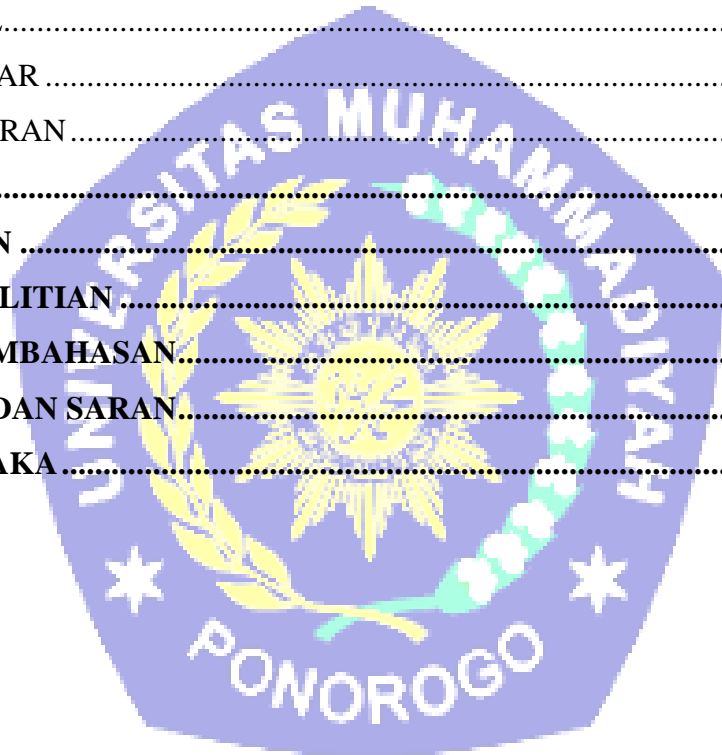 AR ..........................................................................
RAN ......................................................................
..........................................................................
N ..........................................................................
LITIAN ..................................................................
MBAHASAN ...............................................................
DAN SARAN ............................................................
AKA ......................................................................
UNIVERSITAS MUHAMMADIYAH
PONOROGO